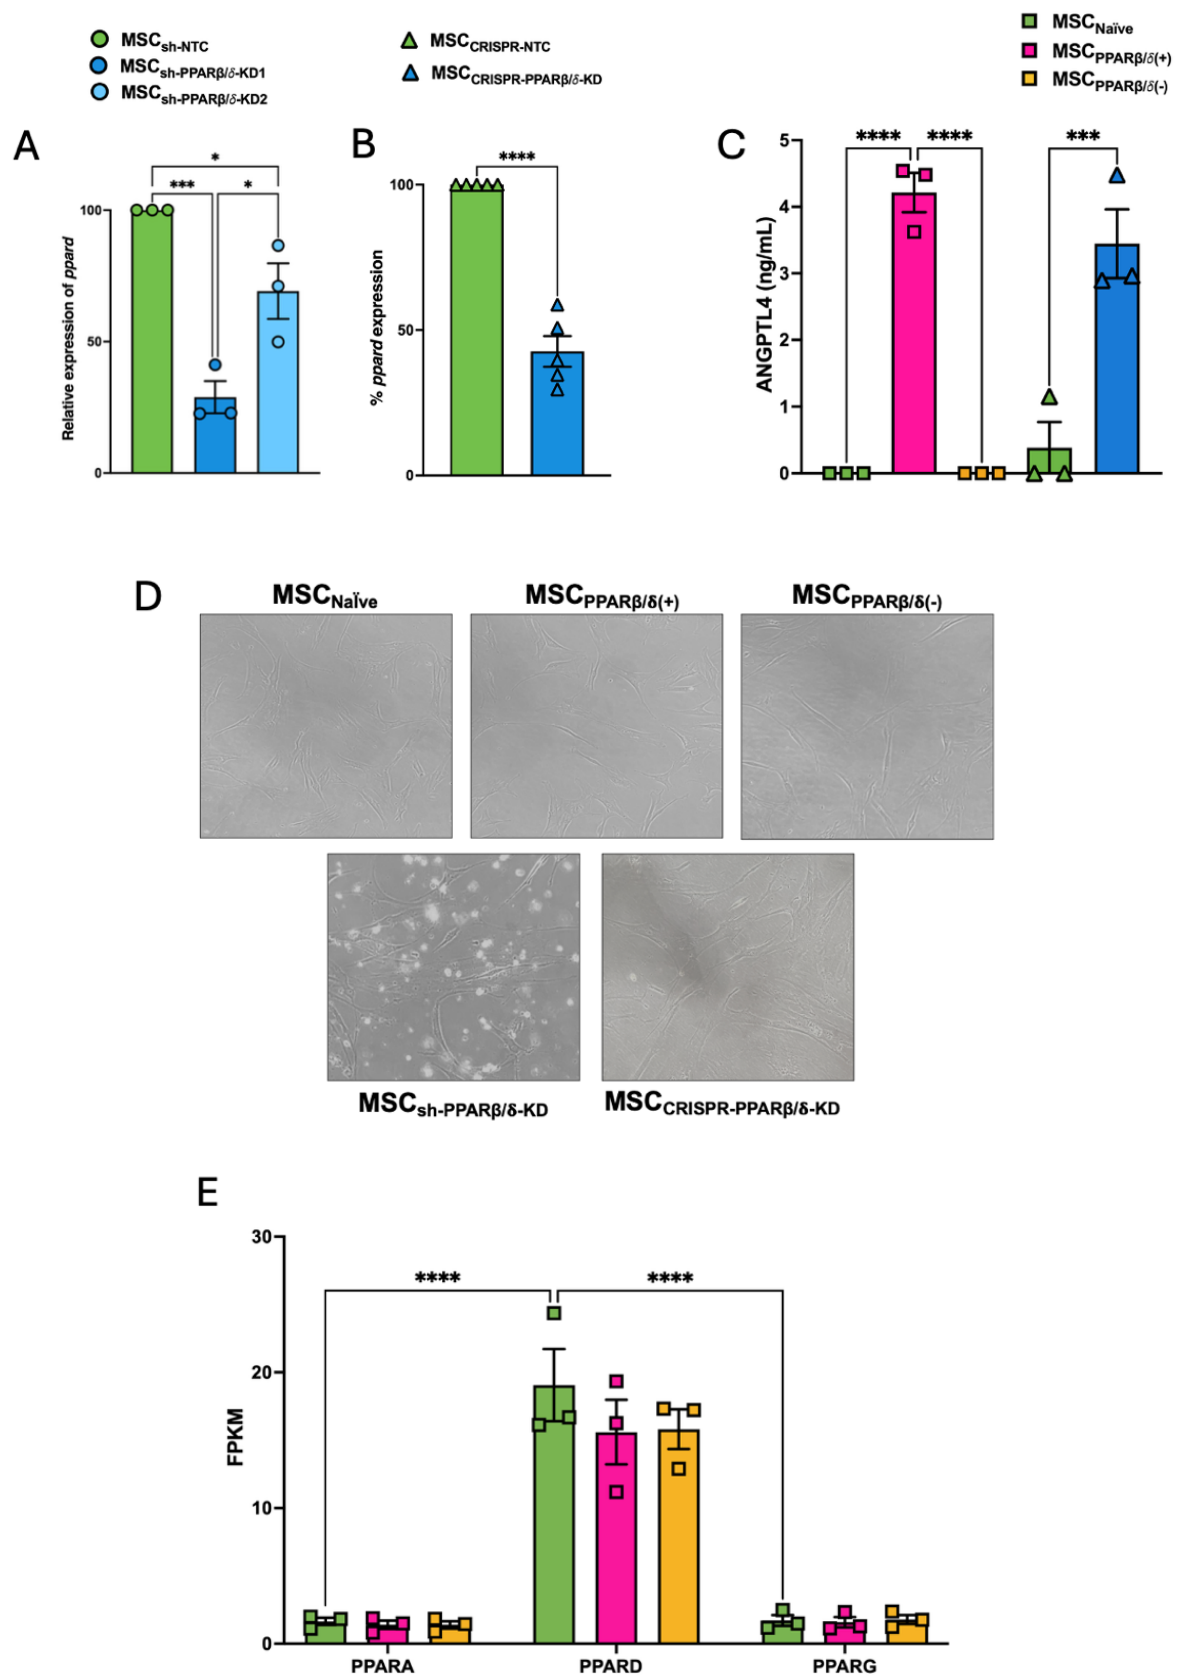 MSCsh-NTC
MSCsh-PPARβ/δ-KD1
MSCsh-PPARβ/δ-KD2
MSCCRISPR-NTC
MSCCRISPR-PPARβ/δ-KD
MSCNaïve
MSCPPARβ/δ(+)
MSCPPARβ/δ(-)
A
*
***
*
100
50
0
Relative expression of ppard
B
****
100
50
0
% ppard expression
C
****
****
***
5
4
3
2
1
0
ANGPTL4 (ng/mL)
D
MSCNaïve
MSCPPARβ/δ(+)
MSCPPARβ/δ(-)
MSCsh-PPARβ/δ-KD
MSCCRISPR-PPARβ/δ-KD
E
****
****
30
20
10
0
FPKM
PPARA
PPARD
PPARG